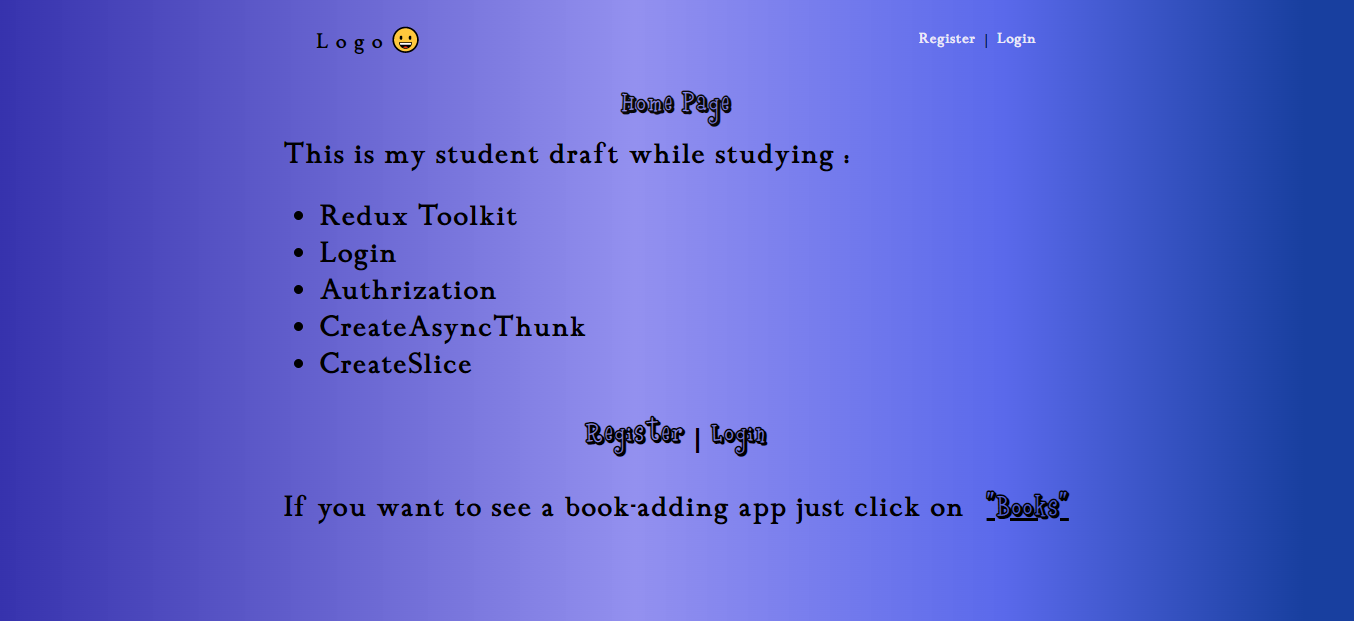 Logo😀
Register | Login
Home Page
This is my student draft while studying :
• Redux Toolkit
• Login
• Authrization
• CreateAsyncThunk
• CreateSlice
Register | Login
If you want to see a book-adding app just click on "Books"